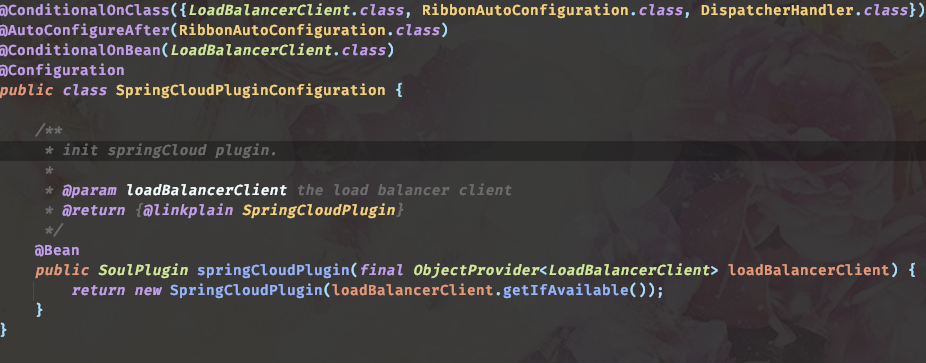 @ConditionalOnClass({LoadBalancerClient.class, RibbonAutoConfiguration.class, DispatcherHandler.class})
@AutoConfigureAfter(RibbonAutoConfiguration.class)
@ConditionalOnBean(LoadBalancerClient.class)
@Configuration
public class SpringCloudPluginConfiguration {
/**
* init springCloud plugin.
*
* @param loadBalancerClient the load balancer client
* @return {@linkplain SpringCloudPlugin}
*/
@Bean
public SoulPlugin springCloudPlugin(final ObjectProvider<LoadBalancerClient> loadBalancerClient) {
return new SpringCloudPlugin(loadBalancerClient.getIfAvailable());
}
}